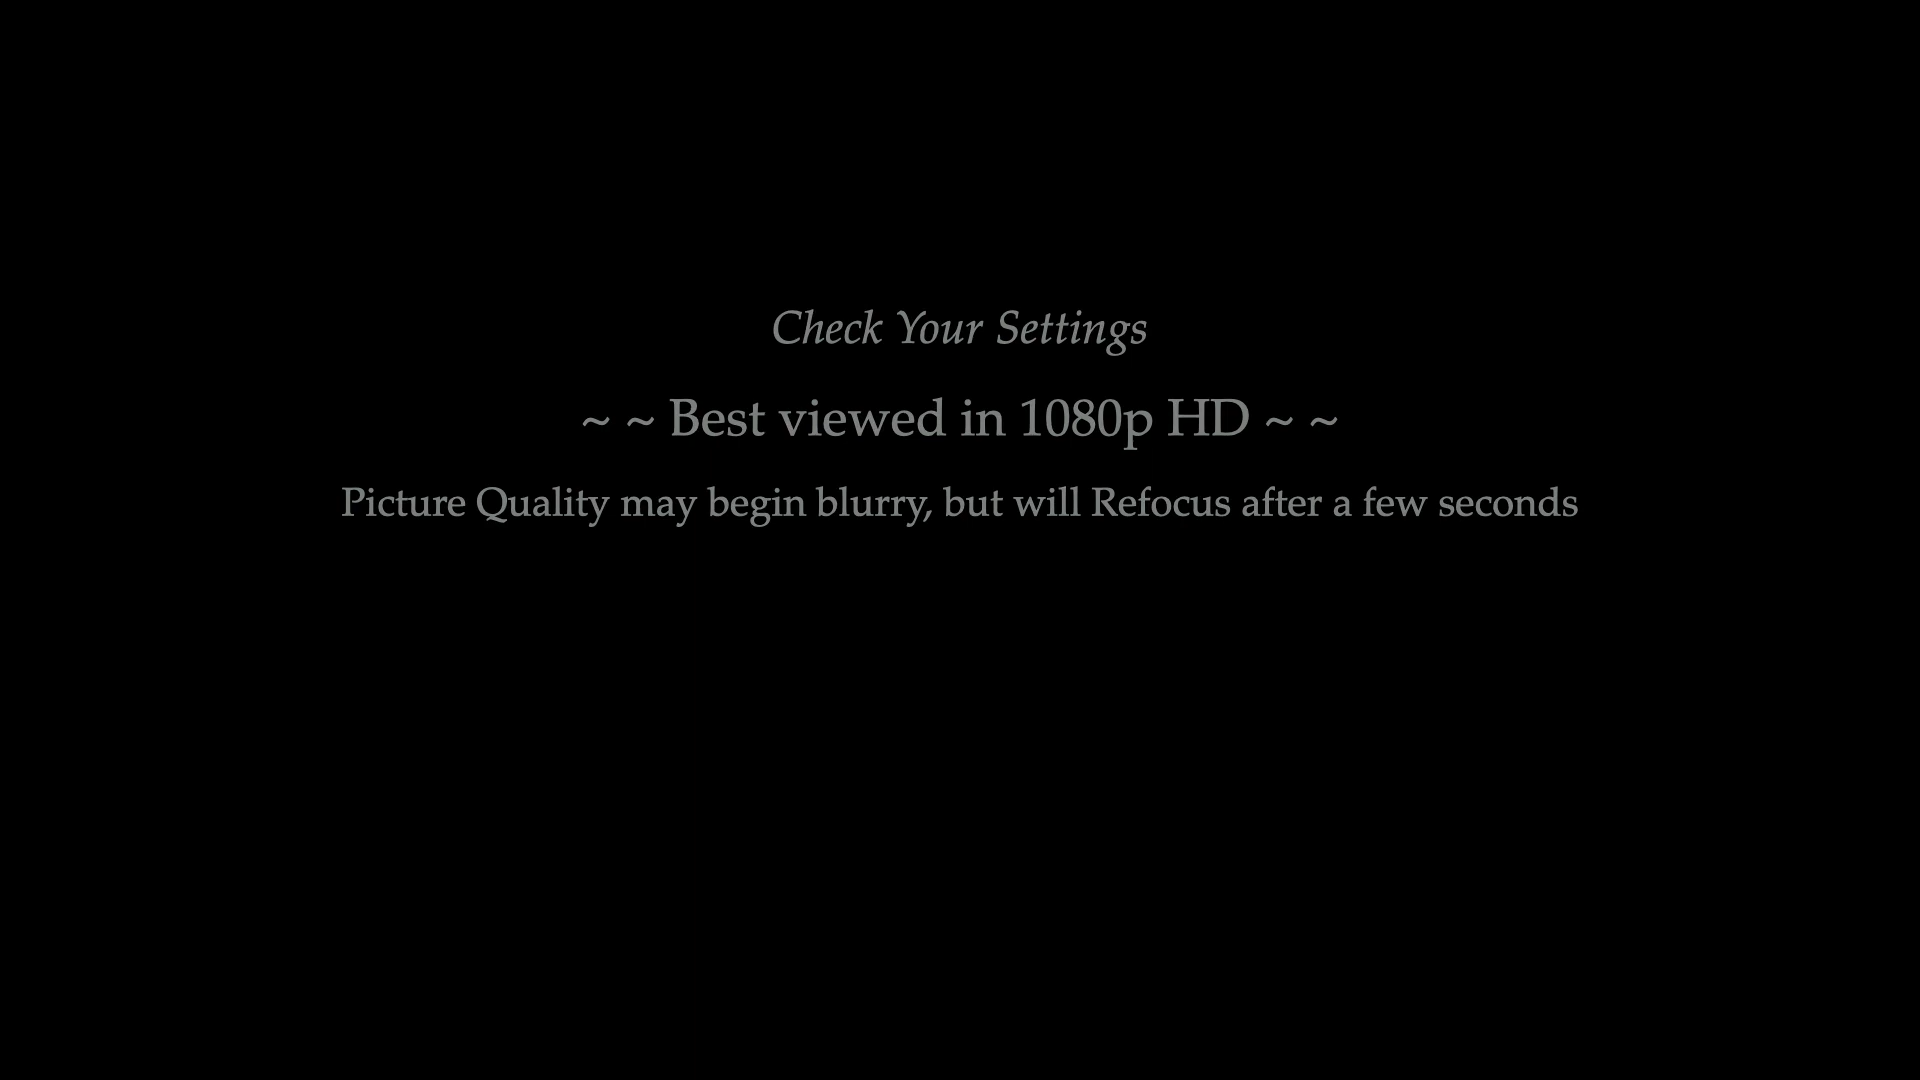 Check Your Settings
~ ~ Best viewed in 1080p HD ~ ~
Picture Quality may begin blurry, but will Refocus after a few seconds